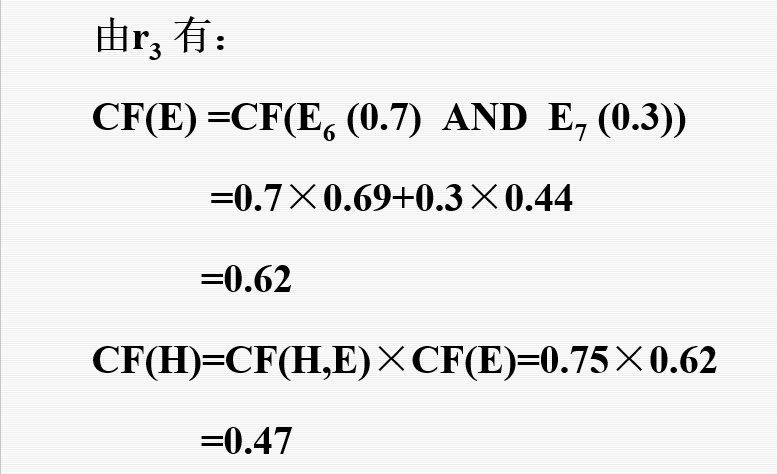 由r₃ 有：
CF(E) =CF(E₆ (0.7) AND E₇ (0.3))
=0.7×0.69+0.3×0.44
=0.62
CF(H)=CF(H,E)×CF(E)=0.75×0.62
=0.47